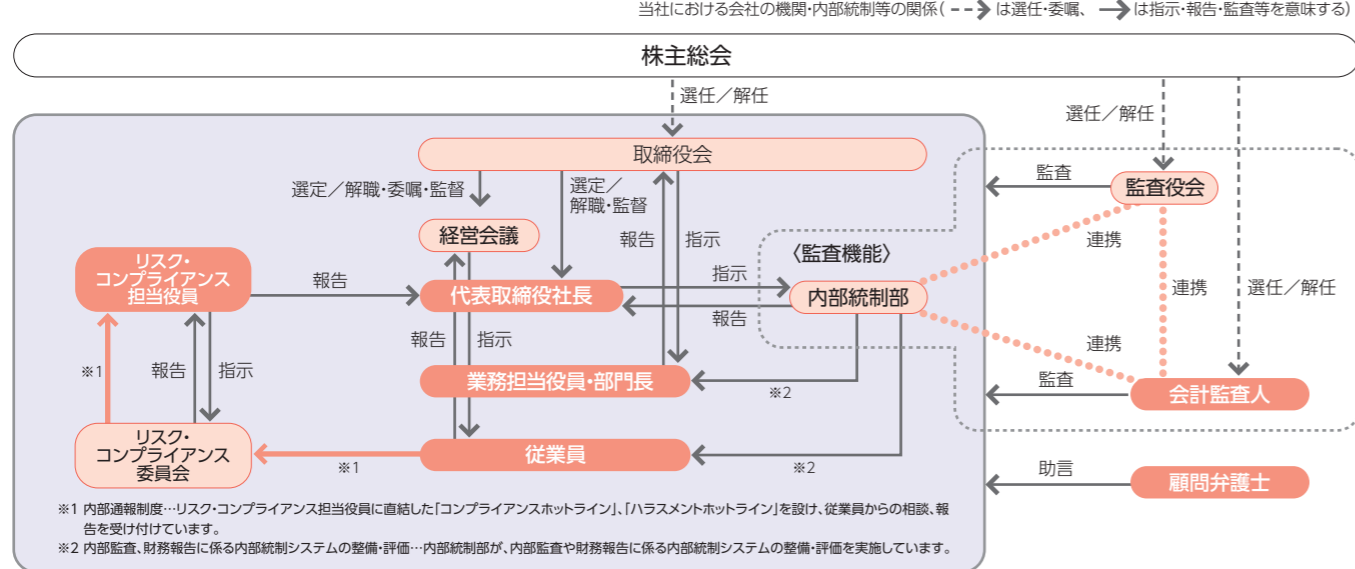 当社における会社の機関・内部統制等の関係( は選任・委嘱、 は指示・報告・監査等を意味する)
株主総会
選任／解任
選任／解任
取締役会
監査
監査役会
選定／解職・委嘱・監督
選定／
解職・監督
経営会議
報告
指示
〈監査機能〉
連携
リスク・
コンプライアンス
担当役員
報告
代表取締役社長
指示
報告
内部統制部
連携
選任／解任
報告
指示
連携
※1
報告
指示
業務担当役員・部門長
※2
監査
会計監査人
リスク・
コンプライアンス
委員会
※1
従業員
※2
助言
顧問弁護士
※1 内部通報制度…リスク・コンプライアンス担当役員に直結した「コンプライアンスホットライン」、「ハラスメントホットライン」を設け、従業員からの相談、報
告を受け付けています。
※2 内部監査、財務報告に係る内部統制システムの整備・評価…内部統制部が、内部監査や財務報告に係る内部統制システムの整備・評価を実施しています。